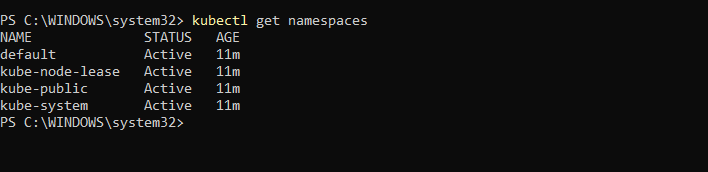 PS C:\WINDOWS\system32> kubectl get namespaces
NAME              STATUS   AGE
default           Active   11m
kube-node-lease   Active   11m
kube-public       Active   11m
kube-system       Active   11m
PS C:\WINDOWS\system32>